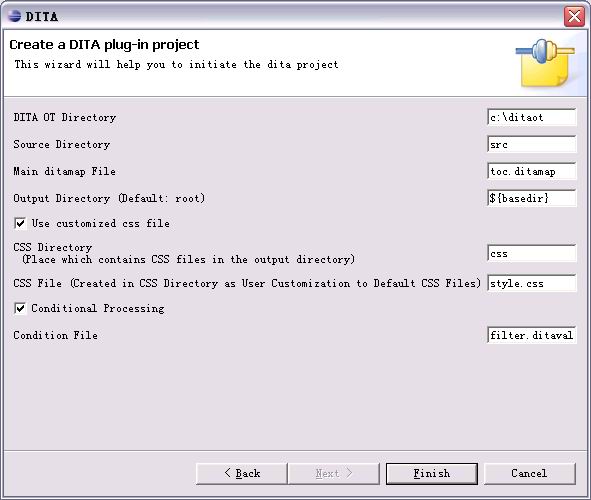 DITA
Create a DITA plug-in project
This wizard will help you to initiate the dita project
DITA OT Directory c:\ditaot
Source Directory src
Main ditamap File toc.ditamap
Output Directory (Default: root) ${basedir}
Use customized css file
CSS Directory
(Place which contains CSS files in the output directory) css
CSS File (Created in CSS Directory as User Customization to Default CSS Files) style.css
Conditional Processing
Condition File filter.ditaval
< Back Next > Finish Cancel